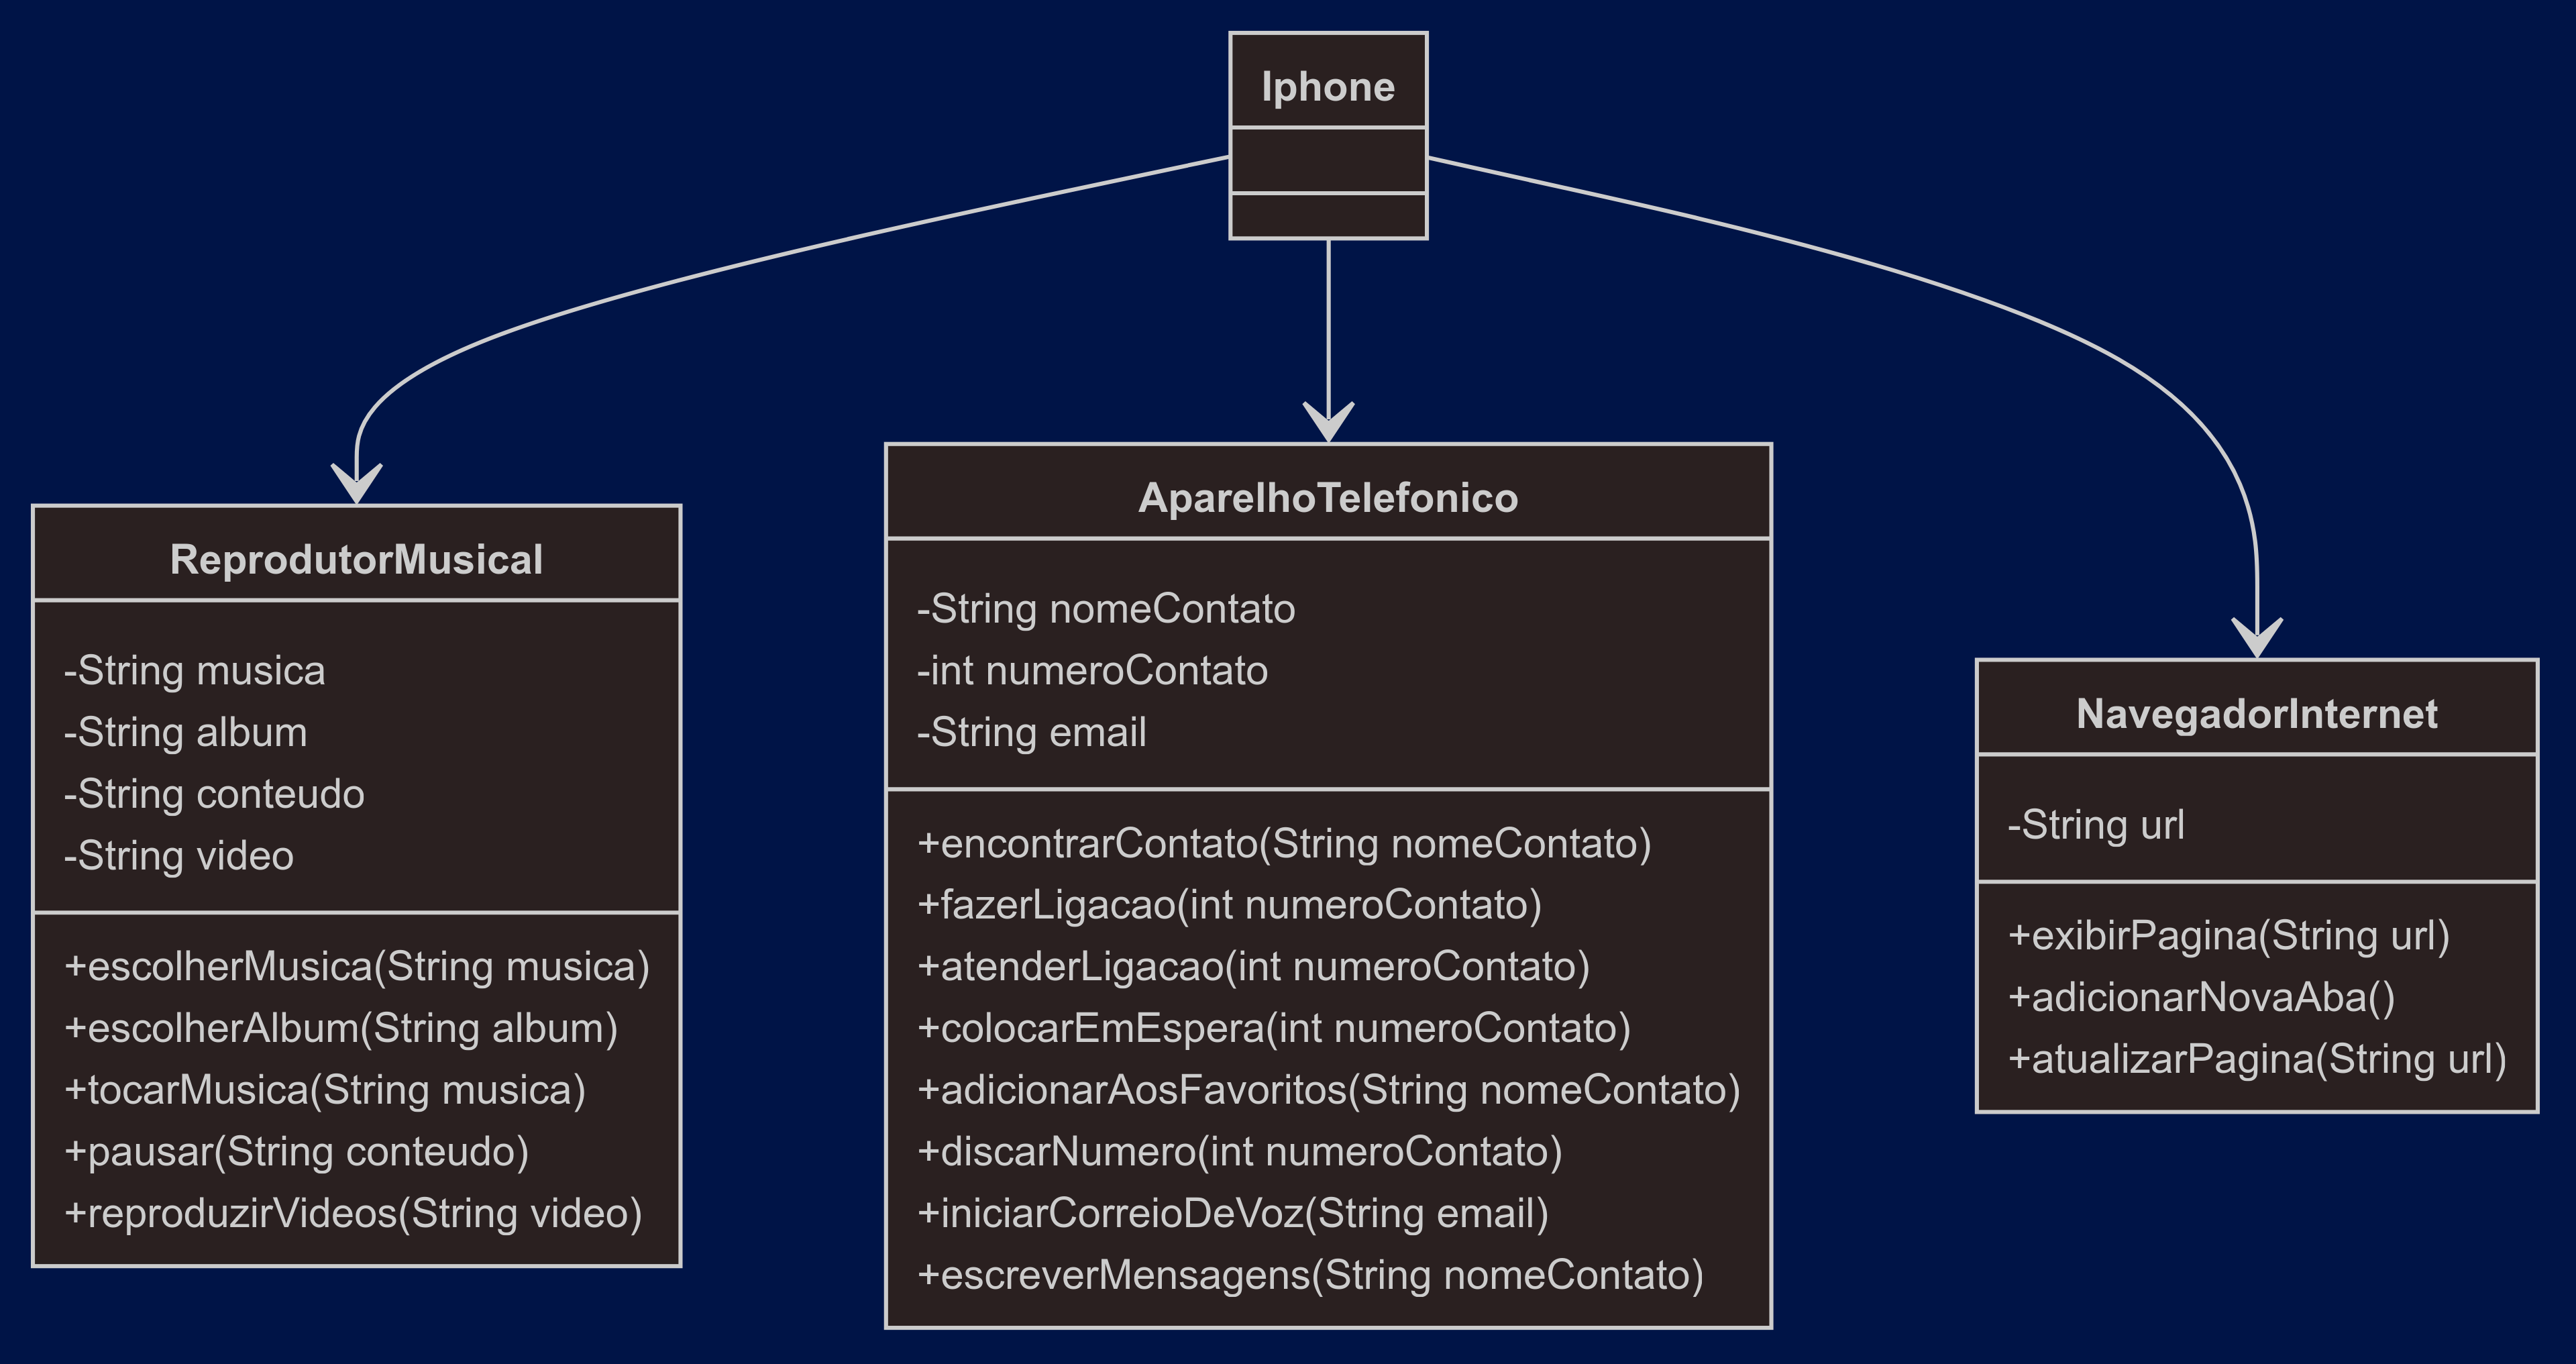 Iphone
ReprodutorMusical
-String musica
-String album
-String conteudo
-String video
+escolherMusica(String musica)
+escolherAlbum(String album)
+tocarMusica(String musica)
+pausar(String conteudo)
+reproduzirVideos(String video)
AparelhoTelefonico
-String nomeContato
-int numeroContato
-String email
+encontrarContato(String nomeContato)
+fazerLigacao(int numeroContato)
+atenderLigacao(int numeroContato)
+colocarEmEspera(int numeroContato)
+adicionarAosFavoritos(String nomeContato)
+discarNumero(int numeroContato)
+iniciarCorreioDeVoz(String email)
+escreverMensagens(String nomeContato)
NavegadorInternet
-String url
+exibirPagina(String url)
+adicionarNovaAba()
+atualizarPagina(String url)